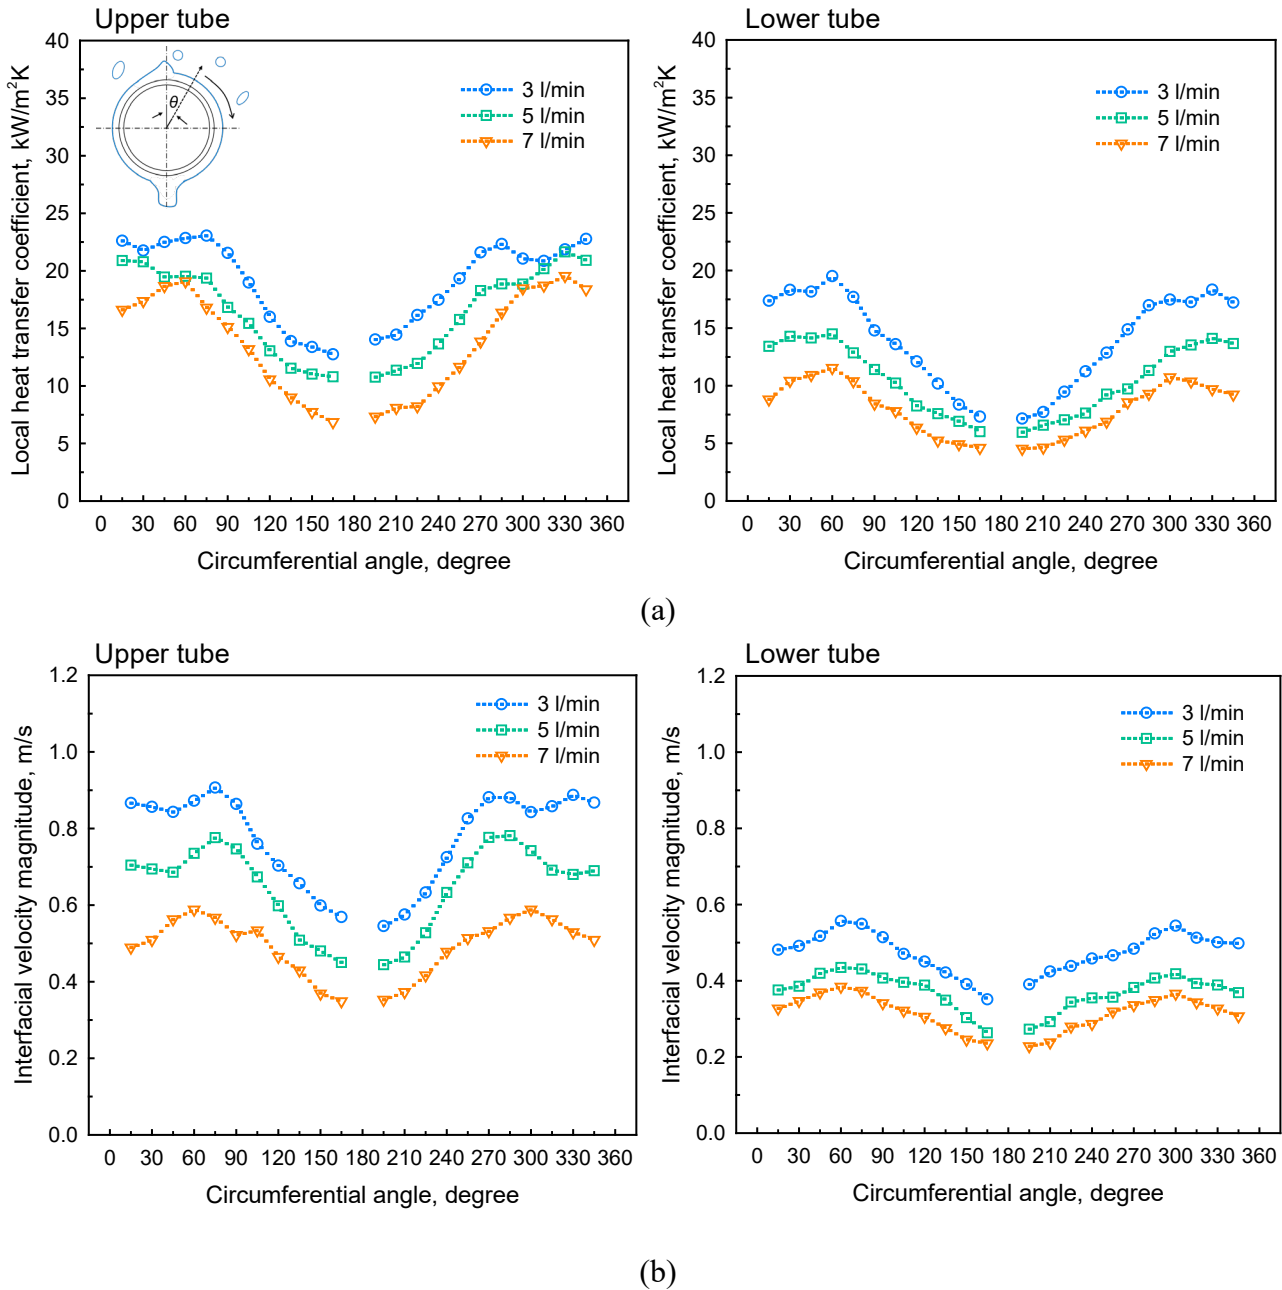 Upper tube
Local heat transfer coefficient, kW/m²K
40
35
30
25
20
15
10
5
0
θ
3 l/min
5 l/min
7 l/min
0 30 60 90 120 150 180 210 240 270 300 330 360
Circumferential angle, degree
Lower tube
Local heat transfer coefficient, kW/m²K
40
35
30
25
20
15
10
5
0
3 l/min
5 l/min
7 l/min
0 30 60 90 120 150 180 210 240 270 300 330 360
Circumferential angle, degree
(a)
Upper tube
Interfacial velocity magnitude, m/s
1.2
1.0
0.8
0.6
0.4
0.2
0.0
3 l/min
5 l/min
7 l/min
0 30 60 90 120 150 180 210 240 270 300 330 360
Circumferential angle, degree
Lower tube
Interfacial velocity magnitude, m/s
1.2
1.0
0.8
0.6
0.4
0.2
0.0
3 l/min
5 l/min
7 l/min
0 30 60 90 120 150 180 210 240 270 300 330 360
Circumferential angle, degree
(b)